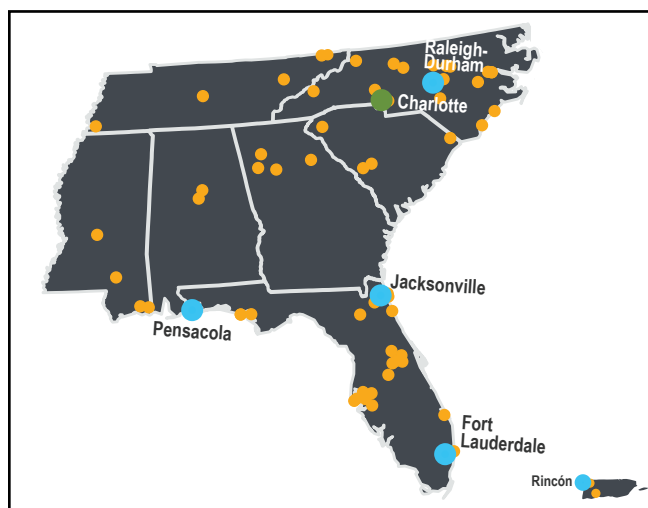 Raleigh-
Durham
Charlotte
Jacksonville
Pensacola
Fort
Lauderdale
Rincón